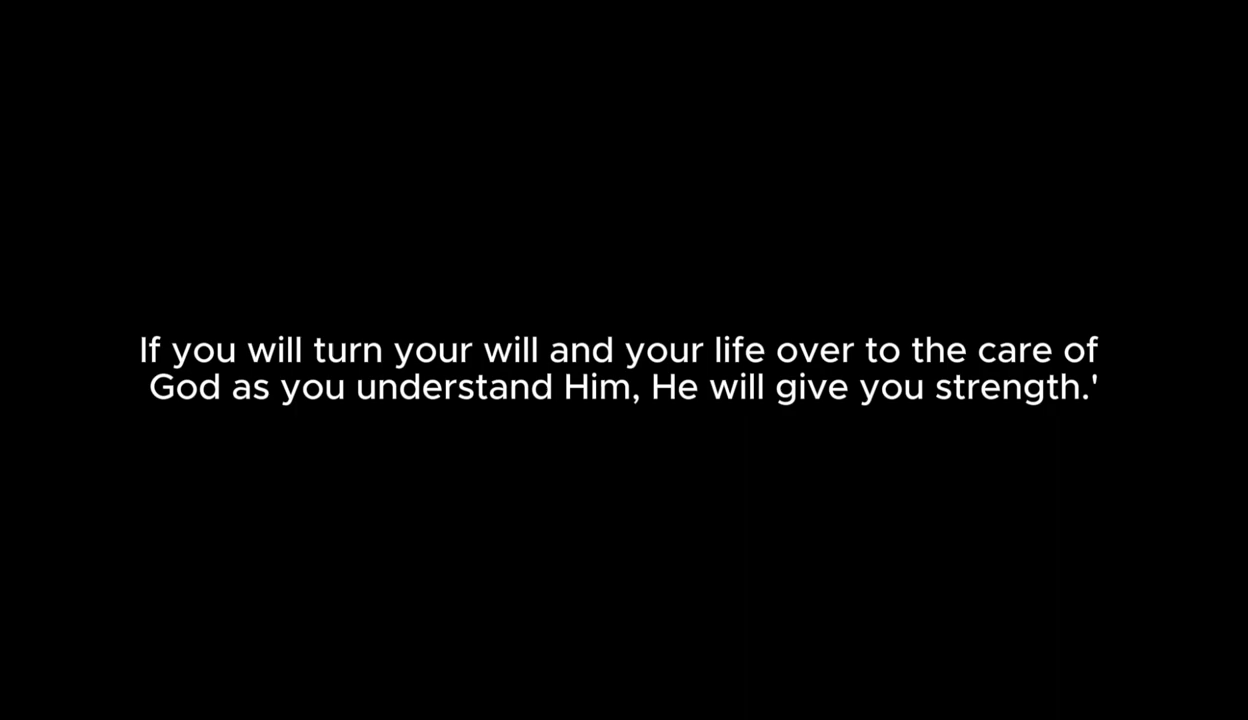 If you will turn your will and your life over to the care of
God as you understand Him, He will give you strength.'